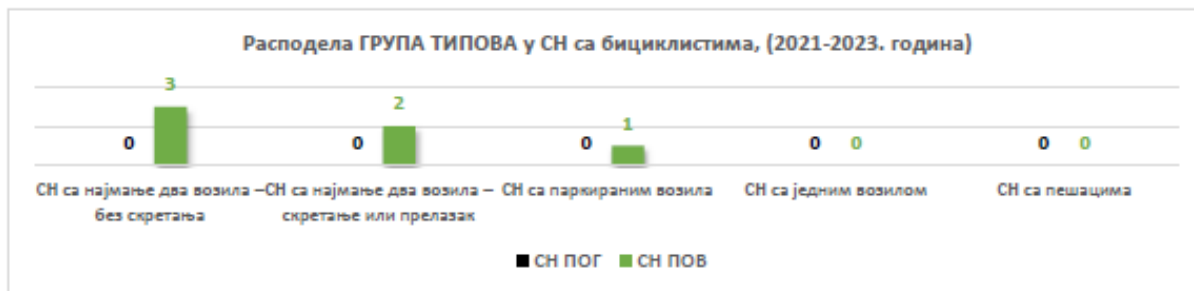 Расподела ГРУПА ТИПОВА у СН са бициклистима, (2021-2023. година)
3
2
1
0 0 0 0 0 0 0
СН са најмање два возила – без скретања
СН са најмање два возила – скретање или прелазак
СН са паркираним возила
СН са једним возилом
СН са пешацима
СН ПОГ СН ПОВ